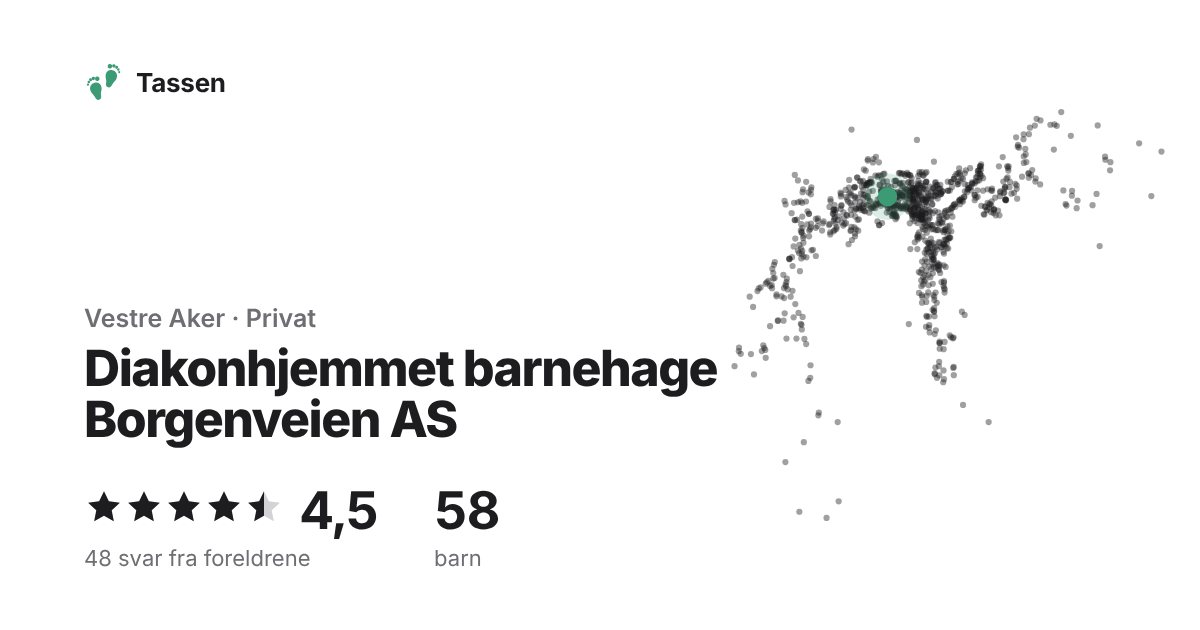 Tassen
Vestre Aker · Privat
Diakonhjemmet barnehage
Borgenveien AS
4,5
58
48 svar fra foreldrene
barn